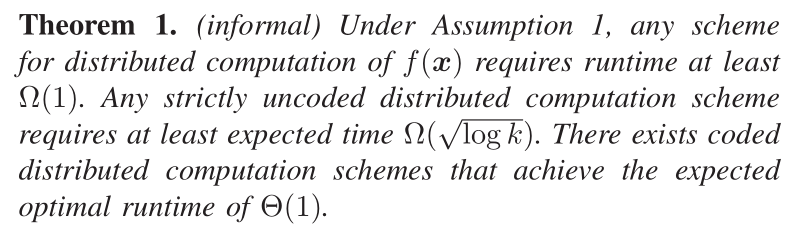 Theorem 1. (informal) Under Assumption 1, any scheme
for distributed computation of f(x) requires runtime at least
Ω(1). Any strictly uncoded distributed computation scheme
requires at least expected time Ω(√log k). There exists coded
distributed computation schemes that achieve the expected
optimal runtime of Θ(1).